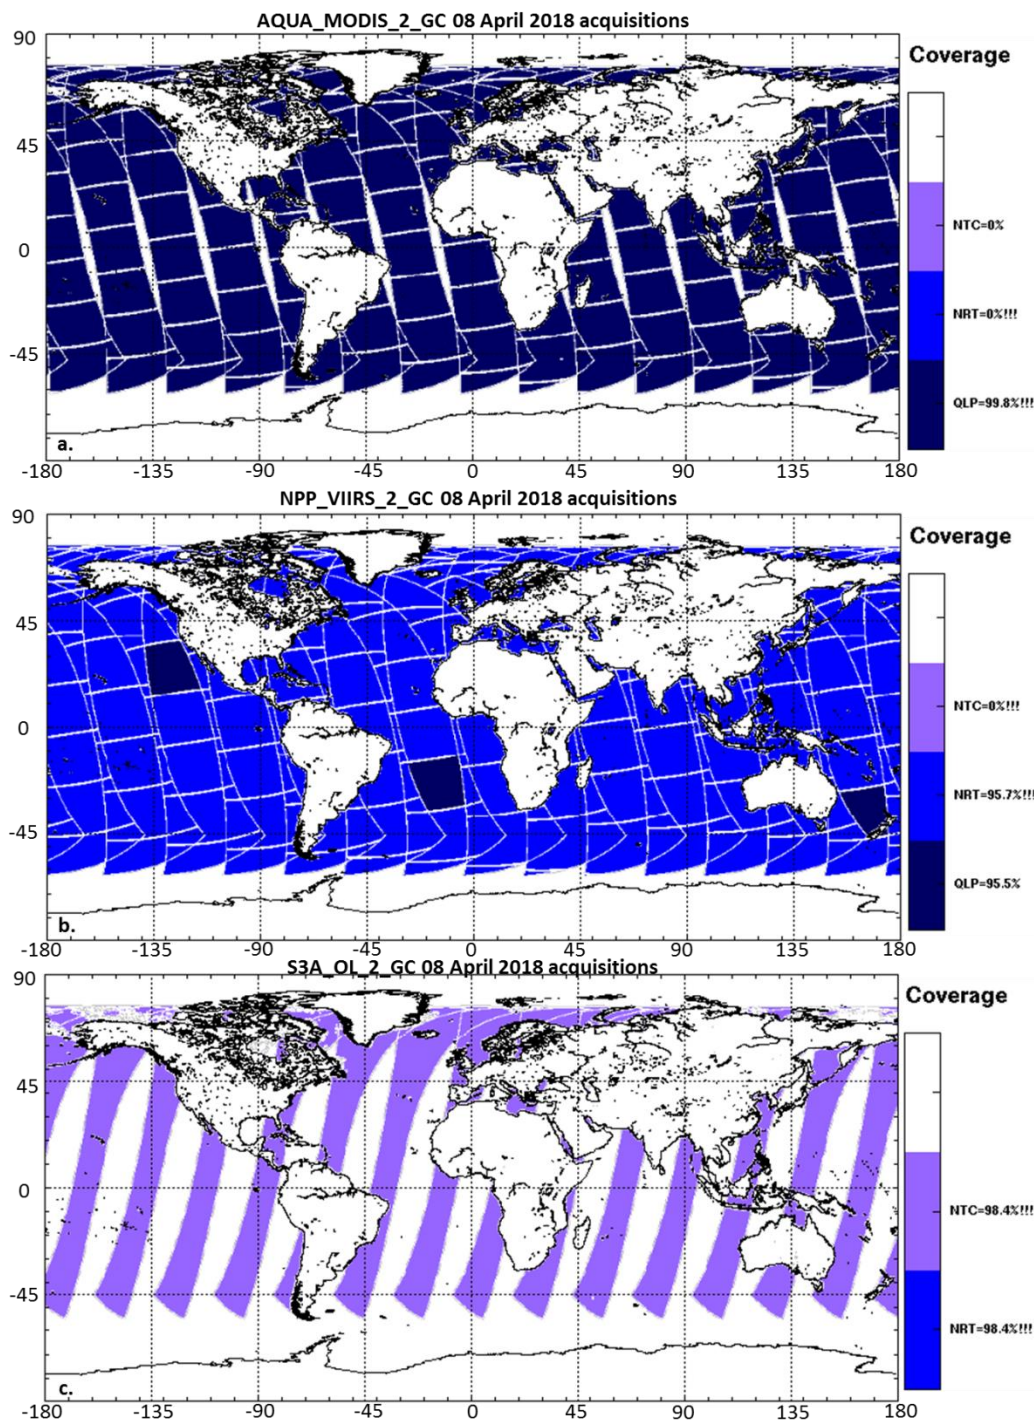 AQUA_MODIS_2_GC 08 April 2018 acquisitions
90
45
0
-45
a.
-180 -135 -90 -45 0 45 90 135 180
Coverage
NTC=0%
NRT=0%!!!
QLP=99.8%!!!
NPP_VIIRS_2_GC 08 April 2018 acquisitions
90
45
0
-45
b.
-180 -135 -90 -45 0 45 90 135 180
Coverage
NTC=0%!!!
NRT=95.7%!!!
QLP=95.5%
S3A_OL_2_GC 08 April 2018 acquisitions
90
45
0
-45
-90
c.
-180 -135 -90 -45 0 45 90 135 180
Coverage
NTC=98.4%!!!
NRT=98.4%!!!